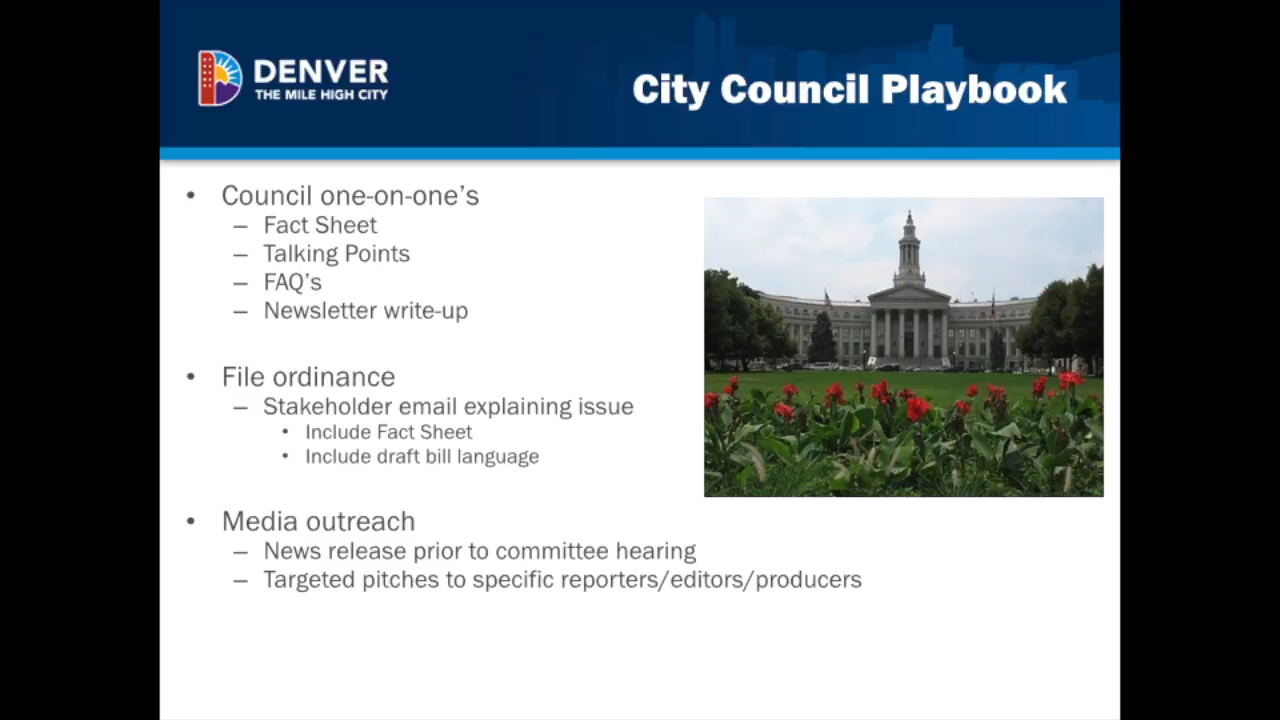 DENVER
THE MILE HIGH CITY
City Council Playbook
• Council one-on-one’s
– Fact Sheet
– Talking Points
– FAQ’s
– Newsletter write-up
• File ordinance
– Stakeholder email explaining issue
• Include Fact Sheet
• Include draft bill language
• Media outreach
– News release prior to committee hearing
– Targeted pitches to specific reporters/editors/producers